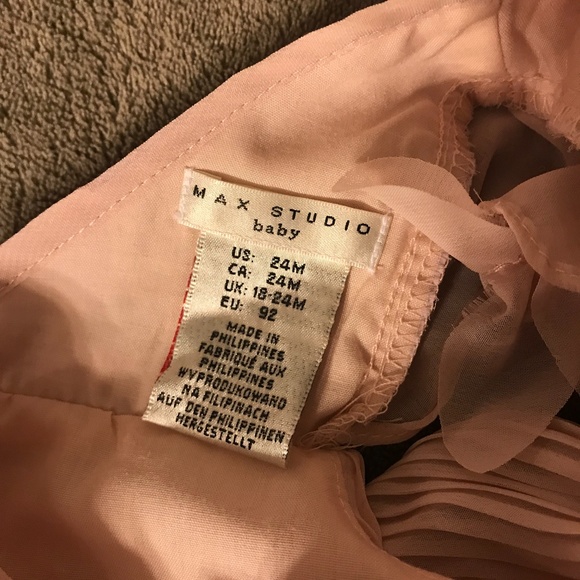 MAX STUDIO
baby
US: 24M
CA: 24M
UK: 18-24M
EU: 92
MADE IN
PHILIPPINES
FABRIQUÉ AUX
PHILIPPINES
WYPRODUKOWANO
NA FILIPINACH
AUF DEN PHILIPPINEN
HERGESTELLT